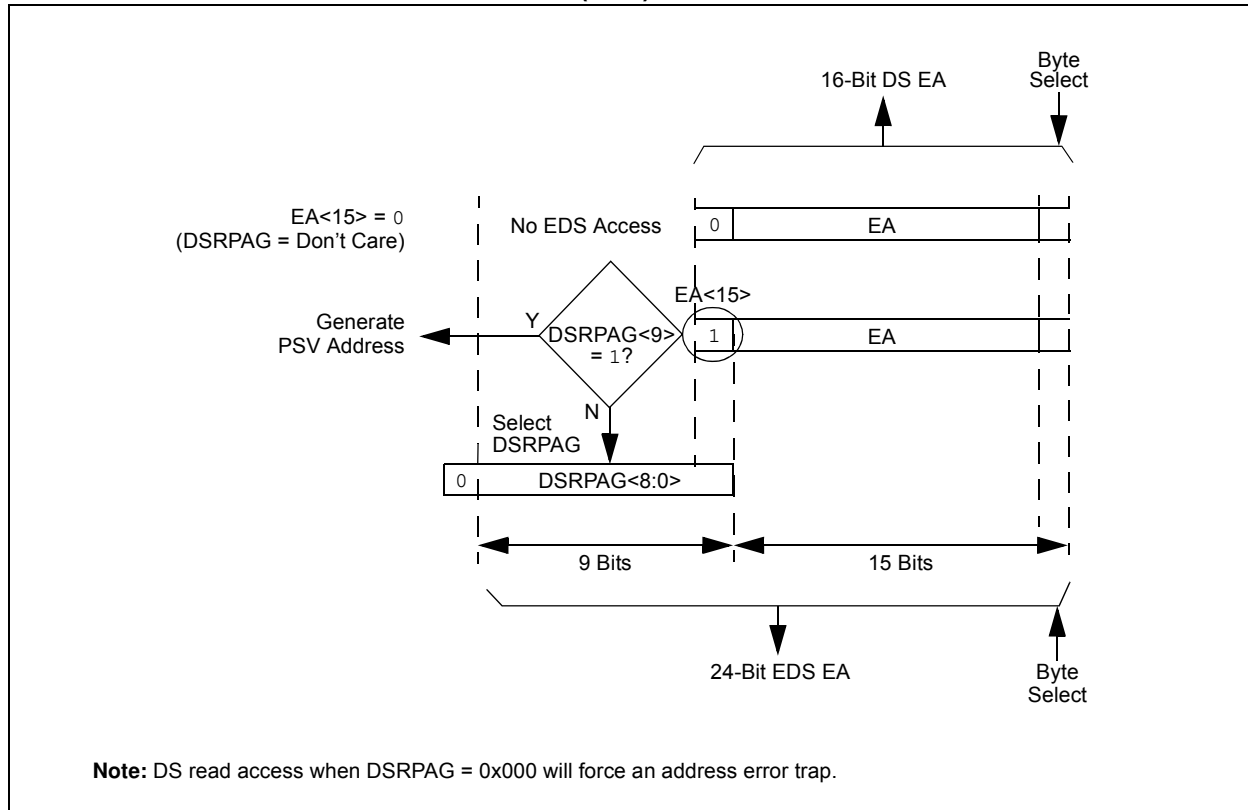 16-Bit DS EA
Byte
Select
EA<15> = 0
(DSRPAG = Don't Care)
No EDS Access
0
EA
EA<15>
Generate
PSV Address
Y
DSRPAG<9>
= 1?
1
EA
N
Select
DSRPAG
0
DSRPAG<8:0>
9 Bits
15 Bits
24-Bit EDS EA
Byte
Select
Note: DS read access when DSRPAG = 0x000 will force an address error trap.